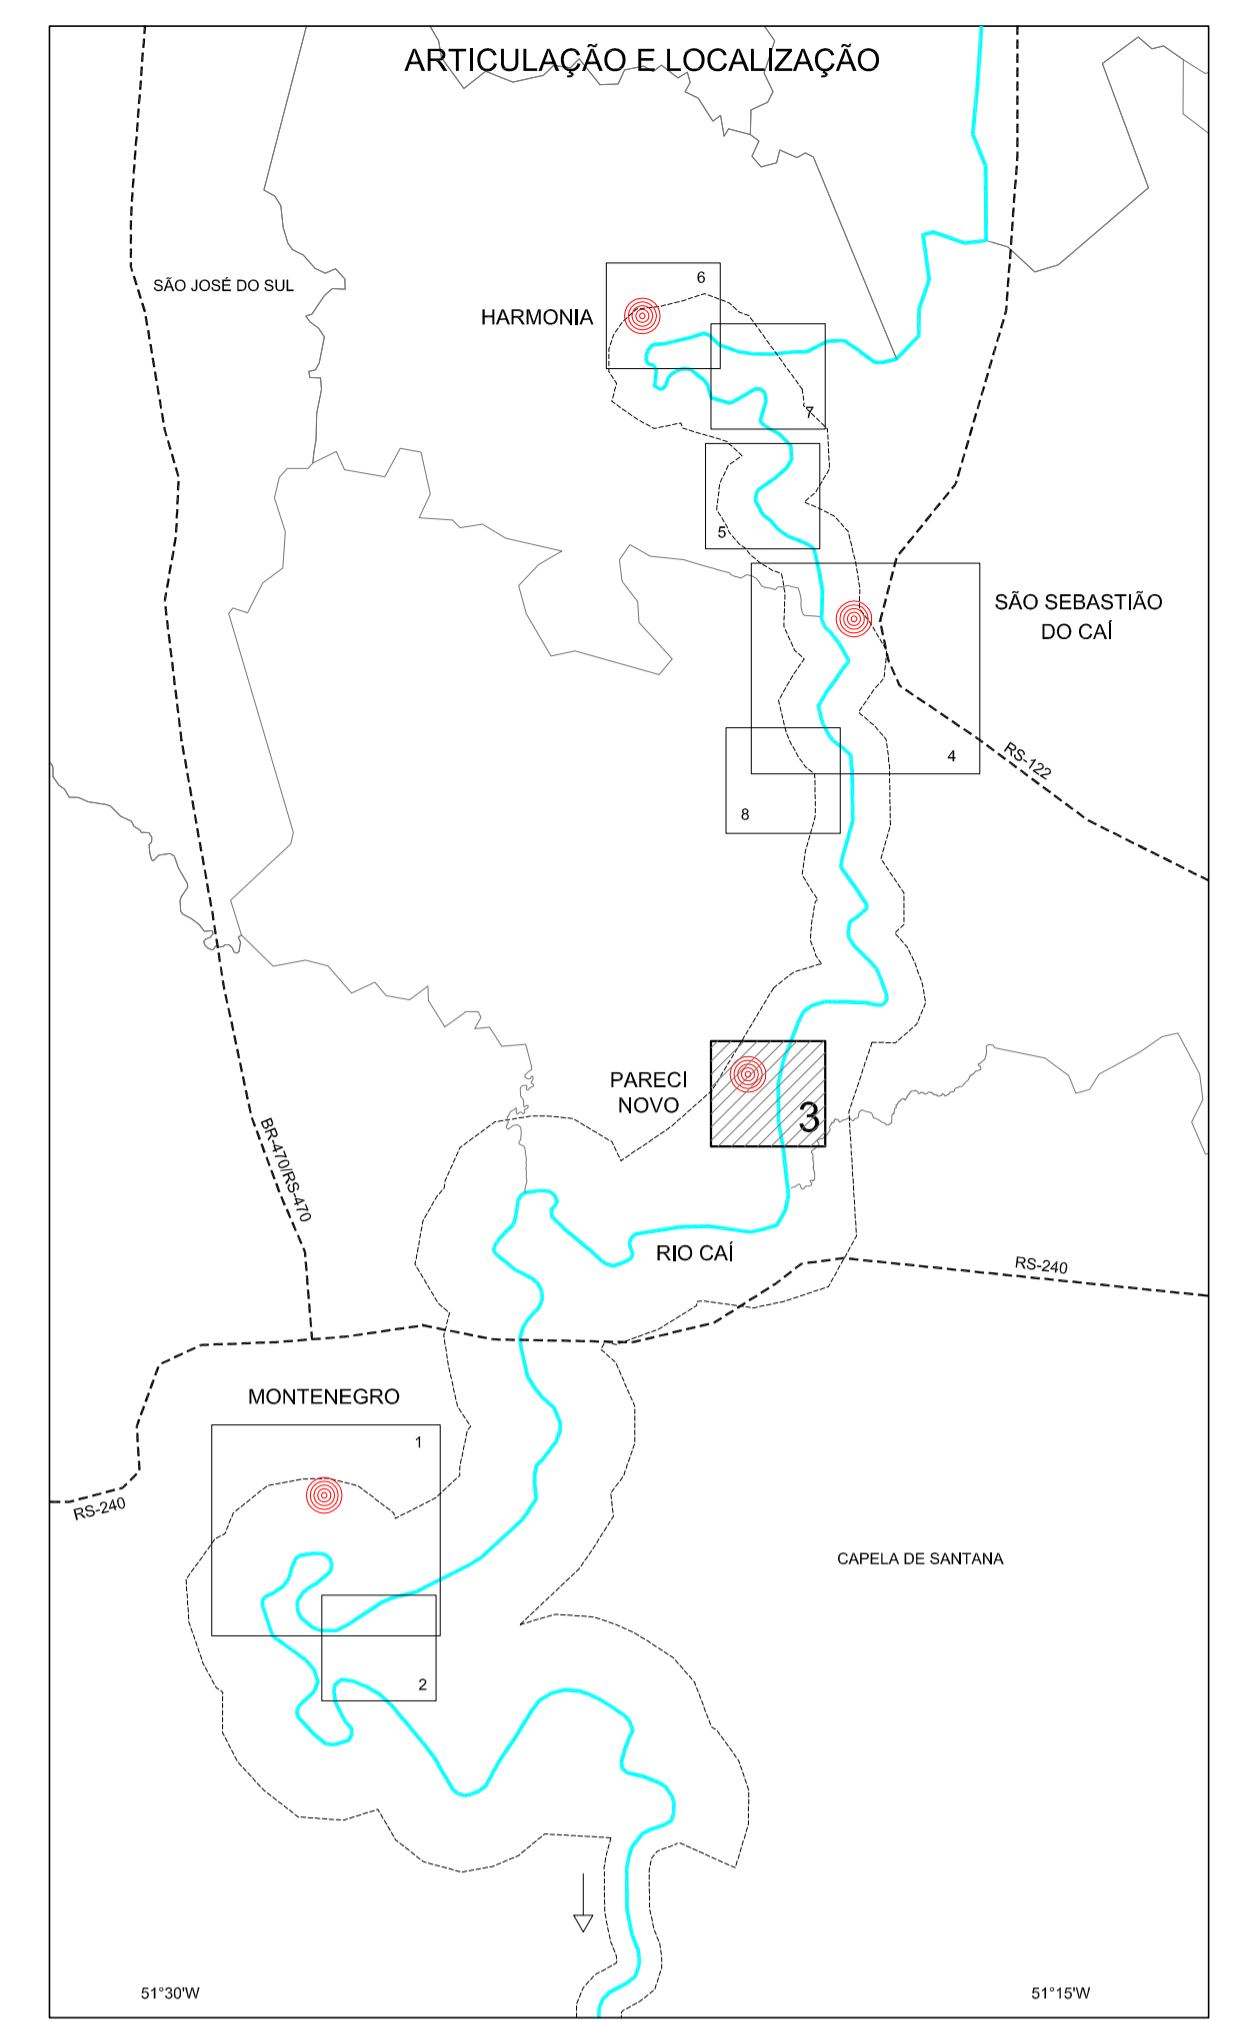 ARTICULAÇÃO E LOCALIZAÇÃO
6
SÃO JOSÉ DO SUL
HARMONIA
7
5
SÃO SEBASTIÃO
DO CAÍ
4
RS-122
8
PARECI
NOVO
3
BR-470/RS-470
RIO CAÍ
RS-240
MONTENEGRO
1
RS-240
CAPELA DE SANTANA
2
51°30'W
51°15'W